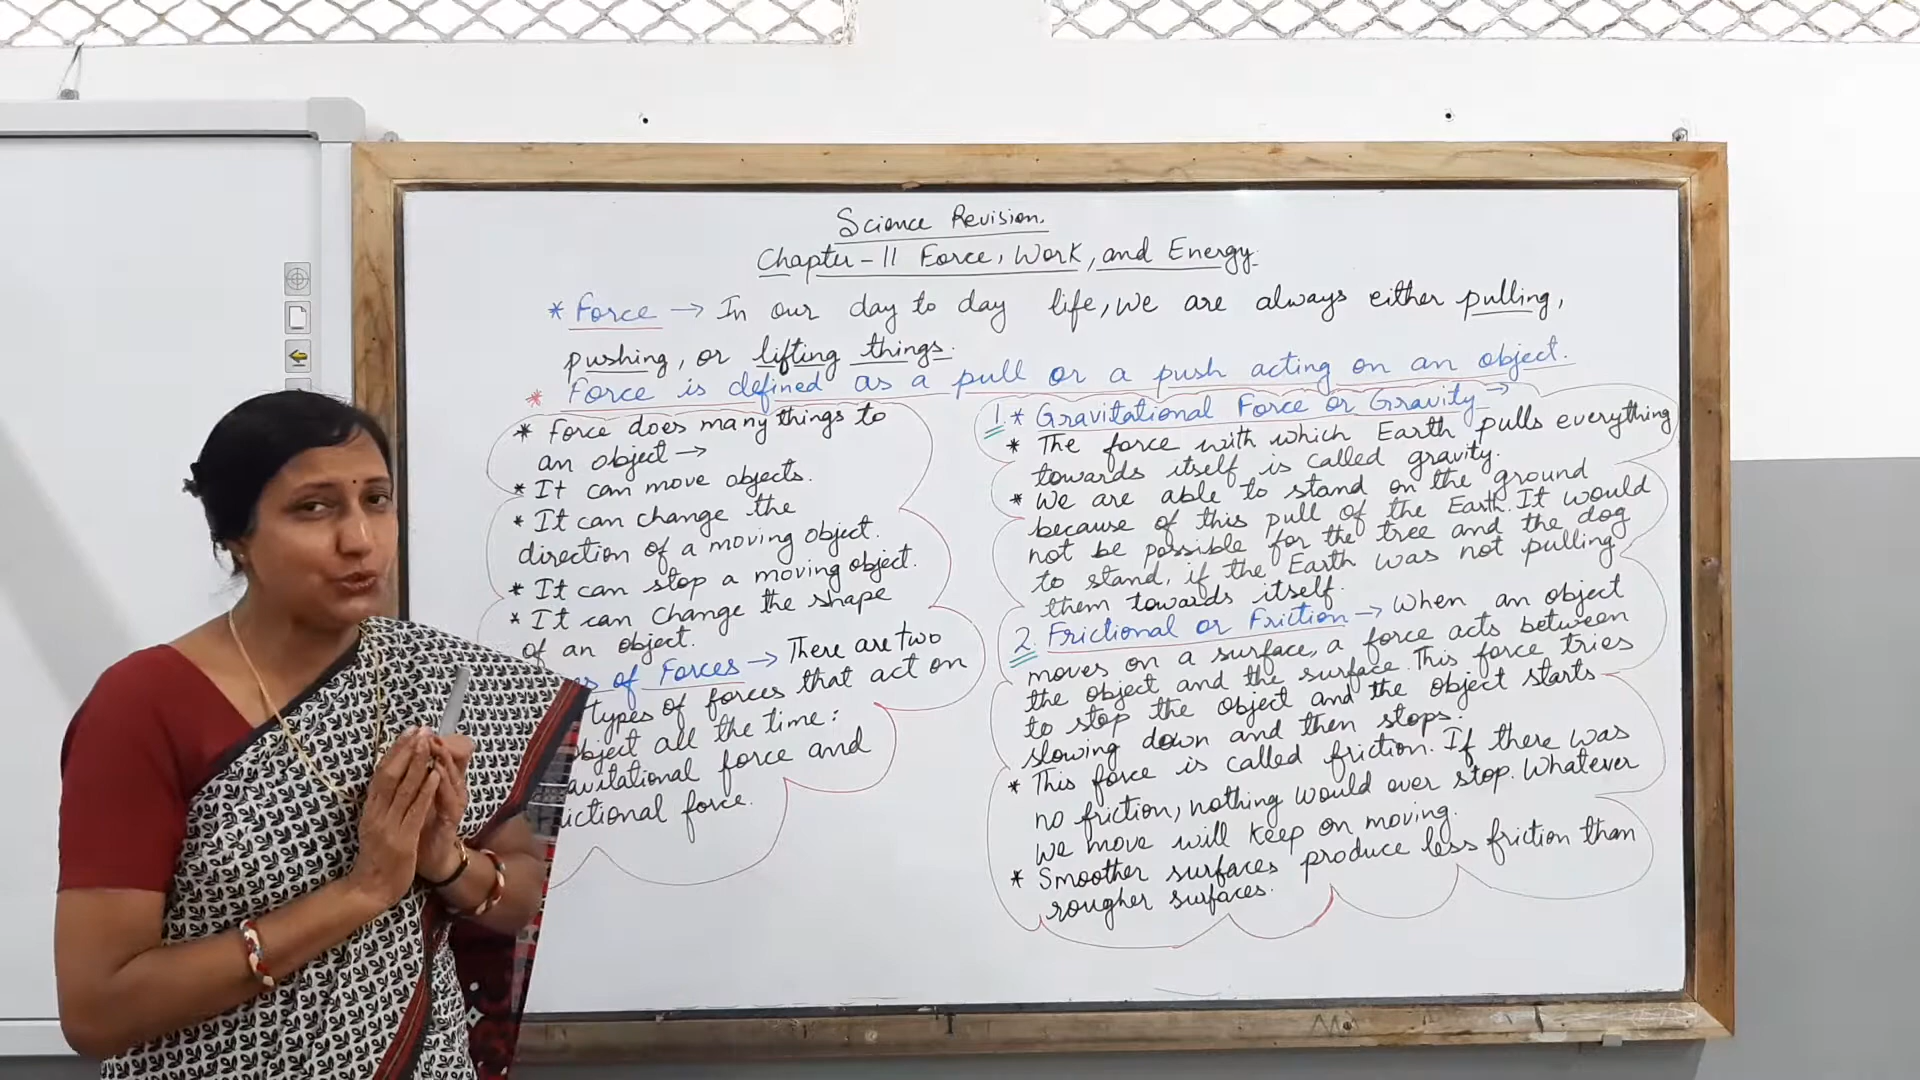 Science Revision.
Chapter-11 Force, Work, and Energy.
* Force → In our day to day life, we are always either pulling,
pushing, or lifting things.
* Force is defined as a pull or a push acting on an object.
* Force does many things to
an object →
* It can move objects.
* It can change the
direction of a moving object.
* It can stop a moving object.
* It can change the shape
of an object.
of Forces → There are two
types of forces that act on
object all the time:
force and
force.
1. * Gravitational Force or Gravity →
* The force with which Earth pulls everything
towards itself is called gravity.
* We are able to stand on the ground
because of this pull of the Earth. It would
not be possible for the tree and the dog
to stand, if the Earth was not pulling
them towards itself.
2. Frictional or Friction → When an object
moves on a surface, a force acts between
the object and the surface. This force tries
to stop the object and the object starts
slowing down and then stops.
* This force is called friction. If there was
no friction, nothing would ever stop. Whatever
we move will keep on moving.
* Smoother surfaces produce less friction than
rougher surfaces.